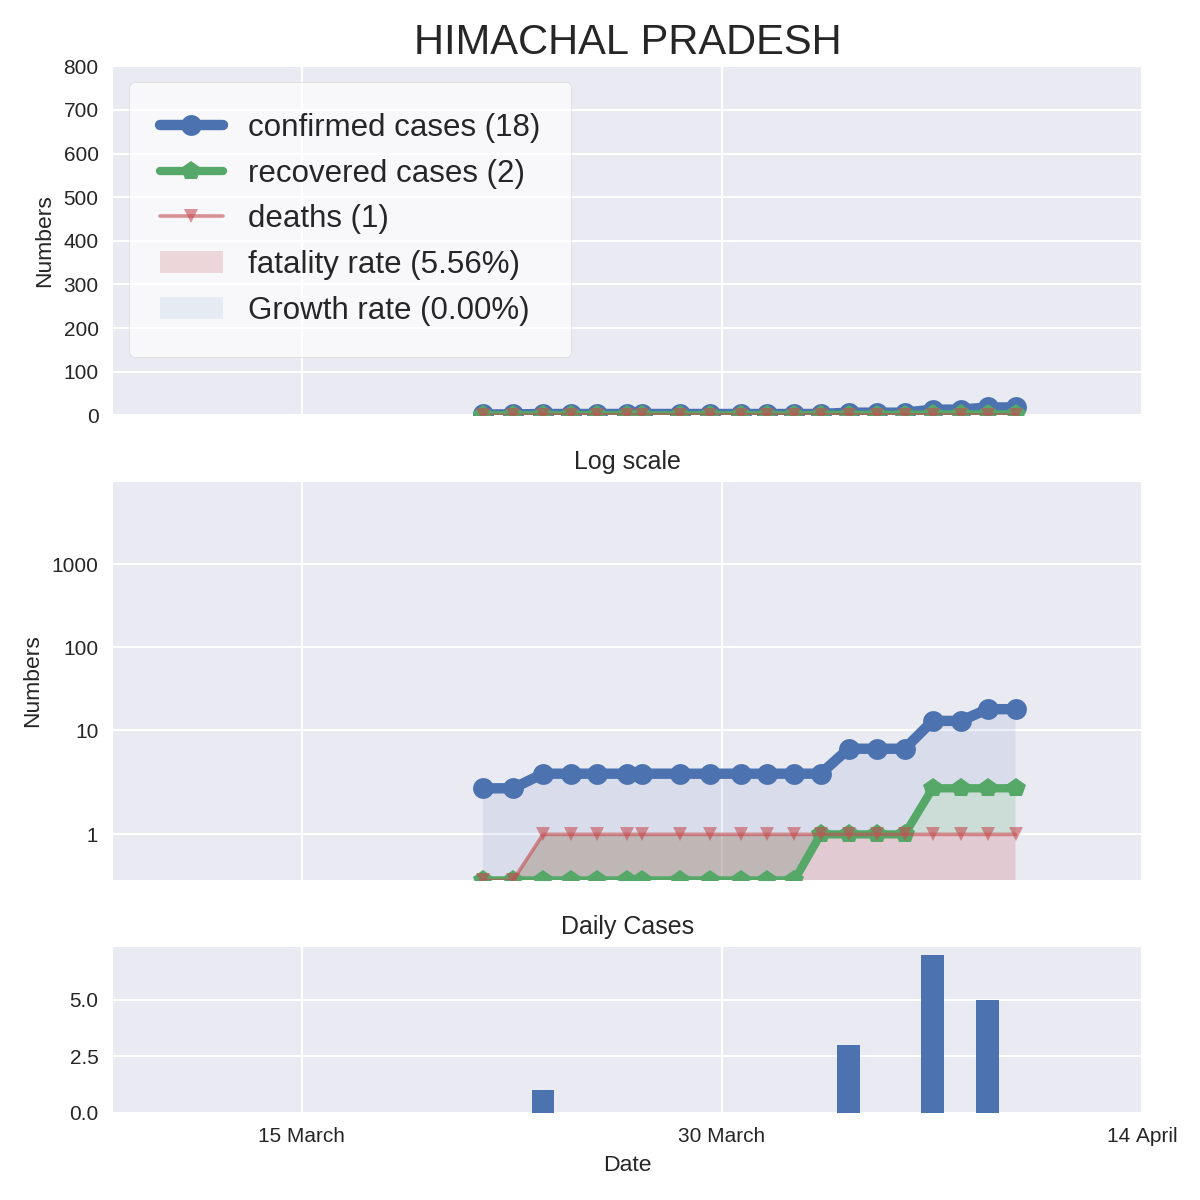 HIMACHAL PRADESH
800
700
600
500
400
300
200
100
0
Numbers
confirmed cases (18)
recovered cases (2)
deaths (1)
fatality rate (5.56%)
Growth rate (0.00%)
Log scale
1000
100
10
1
Numbers
Daily Cases
5.0
2.5
0.0
15 March
30 March
14 April
Date